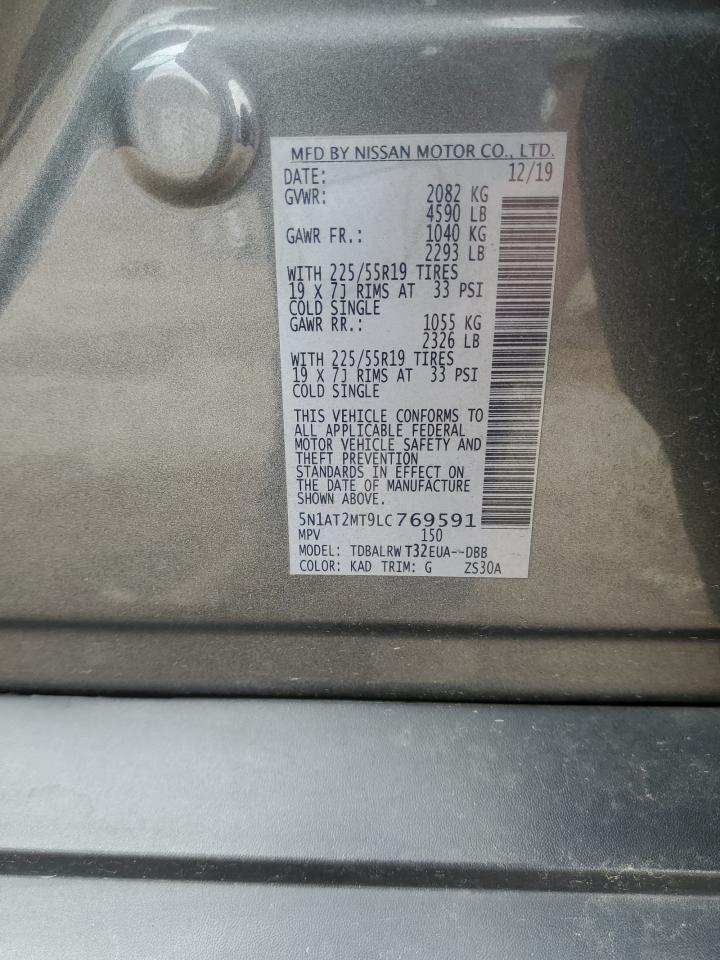 MFD BY NISSAN MOTOR CO., LTD.
DATE: 12/19
GVWR: 2082 KG
4590 LB
GAWR FR.: 1040 KG
2293 LB
WITH 225/55R19 TIRES
19 X 7J RIMS AT 33 PSI
COLD SINGLE
GAWR RR.: 1055 KG
2326 LB
WITH 225/55R19 TIRES
19 X 7J RIMS AT 33 PSI
COLD SINGLE
THIS VEHICLE CONFORMS TO
ALL APPLICABLE FEDERAL
MOTOR VEHICLE SAFETY AND
THEFT PREVENTION
STANDARDS IN EFFECT ON
THE DATE OF MANUFACTURE
SHOWN ABOVE.
5N1AT2MT9LC769591
MPV 150
MODEL: TDBALRW T32EUA--DBB
COLOR: KAD TRIM: G ZS30A